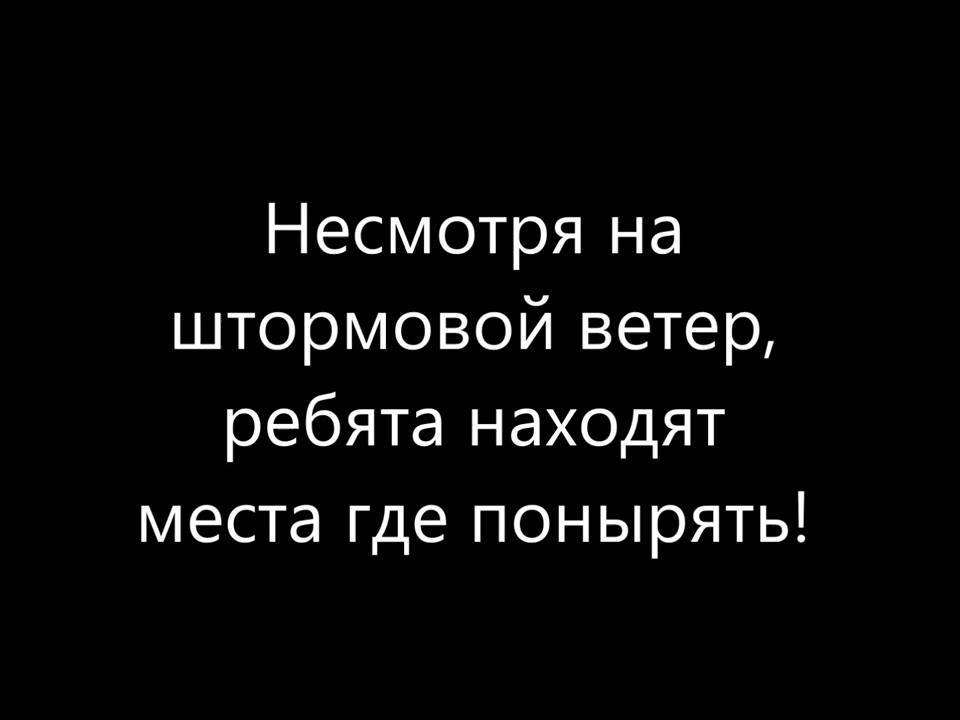 Несмотря на
штормовой ветер,
ребята находят
места где понырять!